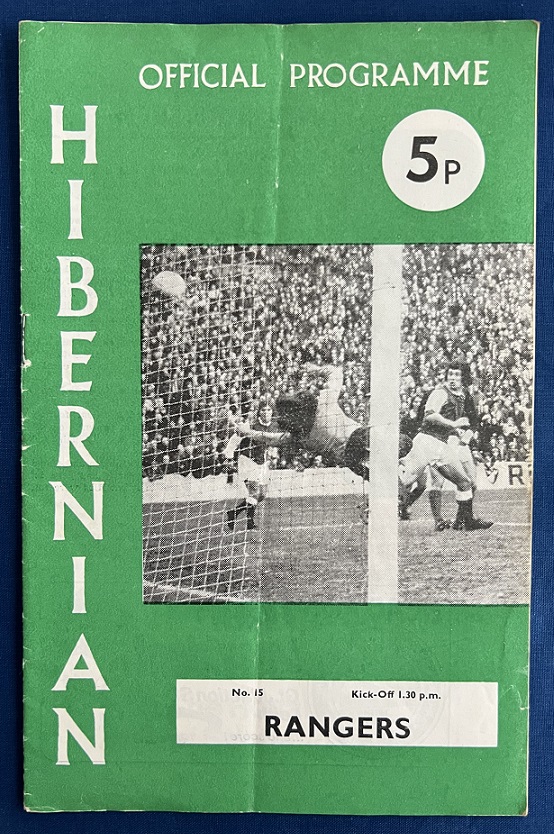 OFFICIAL PROGRAMME
5P
HIBERNIAN
No. 15 Kick-Off 1.30 p.m.
RANGERS